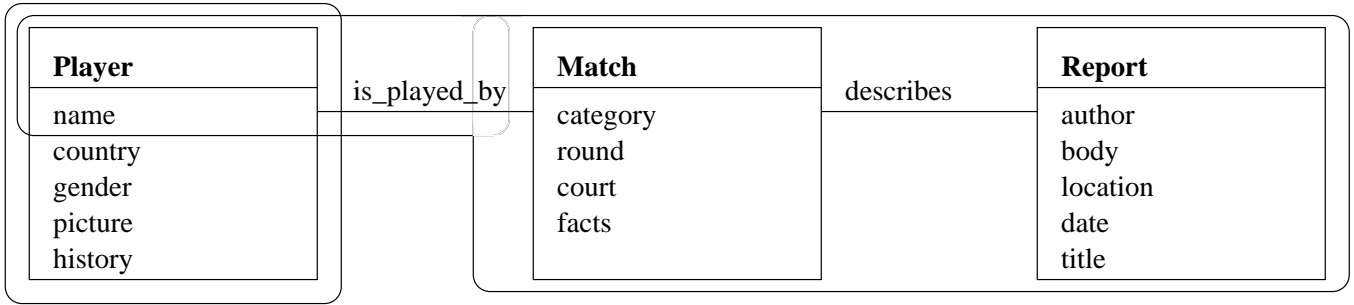 Player
name
country
gender
picture
history
is_played_by
Match
category
round
court
facts
describes
Report
author
body
location
date
title